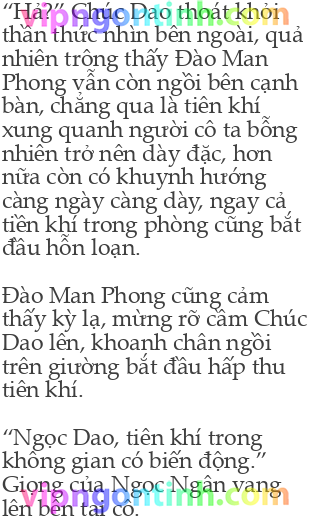 “Hả?” Chúc Dao thoát khỏi
thần thức nhìn bên ngoài, quả
nhiên trông thấy Đào Man
Phong vẫn còn ngồi bên cạnh
bàn, chẳng qua là tiên khí
xung quanh người cô ta bỗng
nhiên trở nên dày đặc, hơn
nữa còn có khuynh hướng
càng ngày càng dày, ngay cả
tiền khí trong phòng cũng bắt
đầu hỗn loạn.
Đào Man Phong cũng cảm
thấy kỳ lạ, mừng rỡ cầm Chúc
Dao lên, khoanh chân ngồi
trên giường bắt đầu hấp thu
tiên khí.
“Ngọc Dao, tiên khí trong
không gian có biến động.”
Giọng của Ngọc Ngân vang
lên bên tai cô.
vipngontinh.com
vipngontinh.com